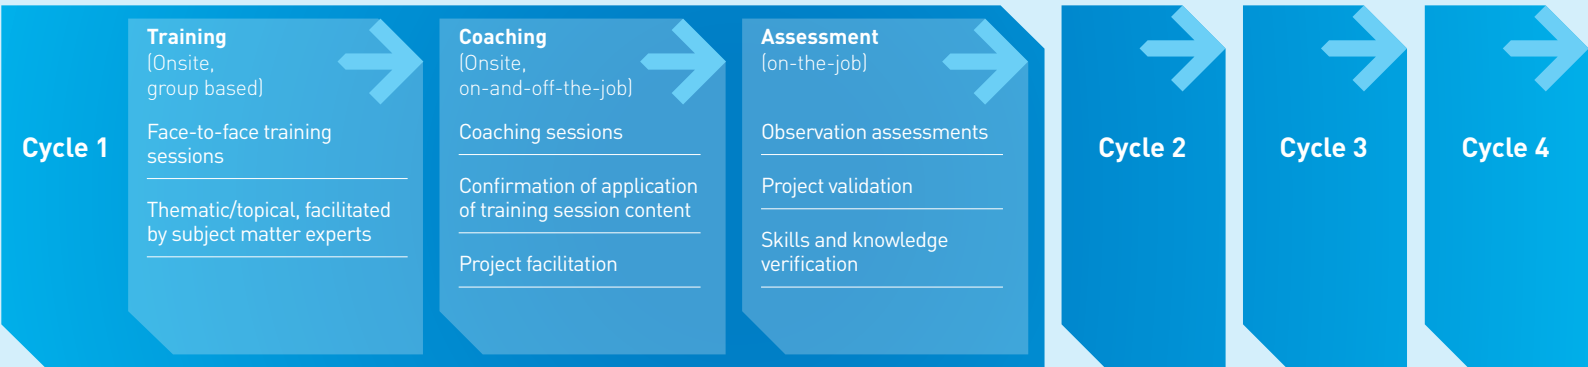 Cycle 1
Training
(Onsite,
group based)
Face-to-face training
sessions
Thematic/topical, facilitated
by subject matter experts
Coaching
(Onsite,
on-and-off-the-job)
Coaching sessions
Confirmation of application
of training session content
Project facilitation
Assessment
(on-the-job)
Observation assessments
Project validation
Skills and knowledge
verification
Cycle 2
Cycle 3
Cycle 4